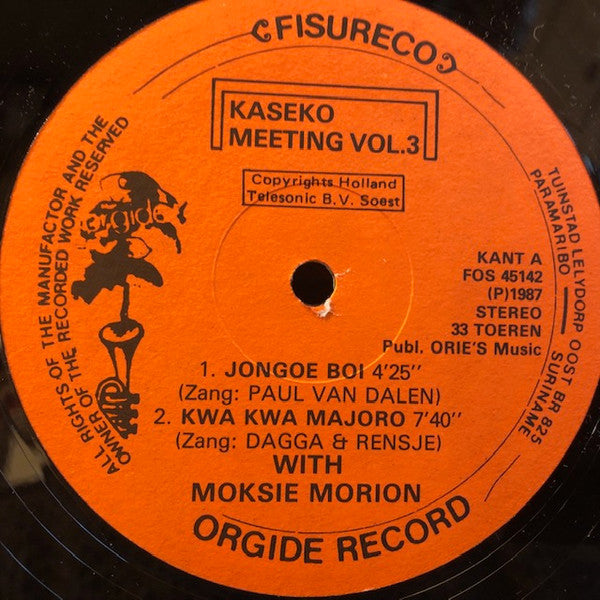 FISURECO
KASEKO
MEETING VOL.3
Copyrights Holland
Telesonic B.V. Soest
ALL RIGHTS OF THE MANUFACTOR AND THE
OWNER OF THE RECORDED WORK RESERVED
orgide
TUINSTAD LELYDORP OOST BR 825
PARAMARIBO — SURINAME
KANT A
FOS 45142
(P)1987
STEREO
33 TOEREN
Publ. ORIE'S Music
1. JONGOE BOI 4'25''
(Zang: PAUL VAN DALEN)
2. KWA KWA MAJORO 7'40''
(Zang: DAGGA & RENSJE)
WITH
MOKSIE MORION
ORGIDE RECORD